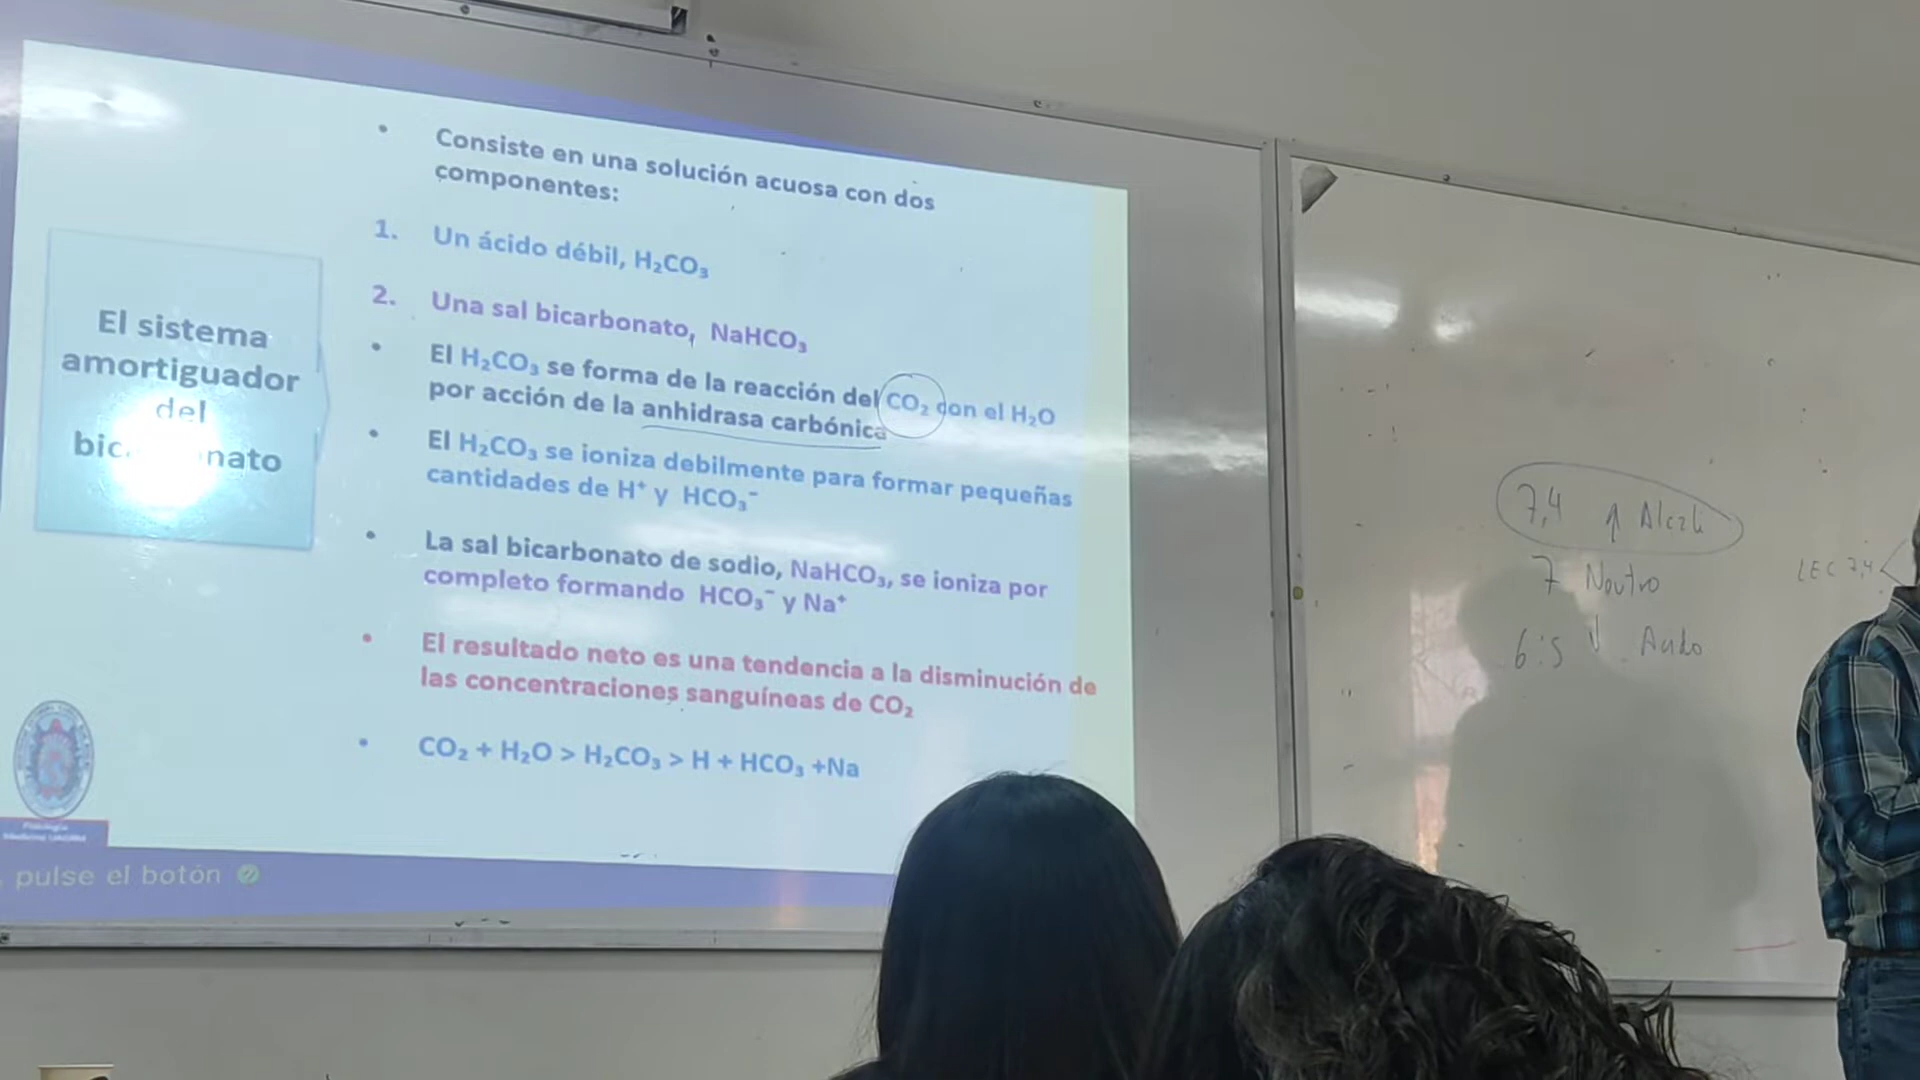 El sistema
amortiguador
del
• Consiste en una solución acuosa con dos
componentes:
1. Un ácido débil, H₂CO₃
2. Una sal bicarbonato, NaHCO₃
• El H₂CO₃ se forma de la reacción del CO₂ con el H₂O
por acción de la anhidrasa carbónica
• El H₂CO₃ se ioniza debilmente para formar pequeñas
cantidades de H⁺ y HCO₃⁻
• La sal bicarbonato de sodio, NaHCO₃, se ioniza por
completo formando HCO₃⁻ y Na⁺
• El resultado neto es una tendencia a la disminución de
las concentraciones sanguíneas de CO₂
• CO₂ + H₂O > H₂CO₃ > H + HCO₃ +Na
, pulse el botón
7,4 ↑ Alcali
7 Neutro
6:5 ↓ Acido
LEC 7,4 <